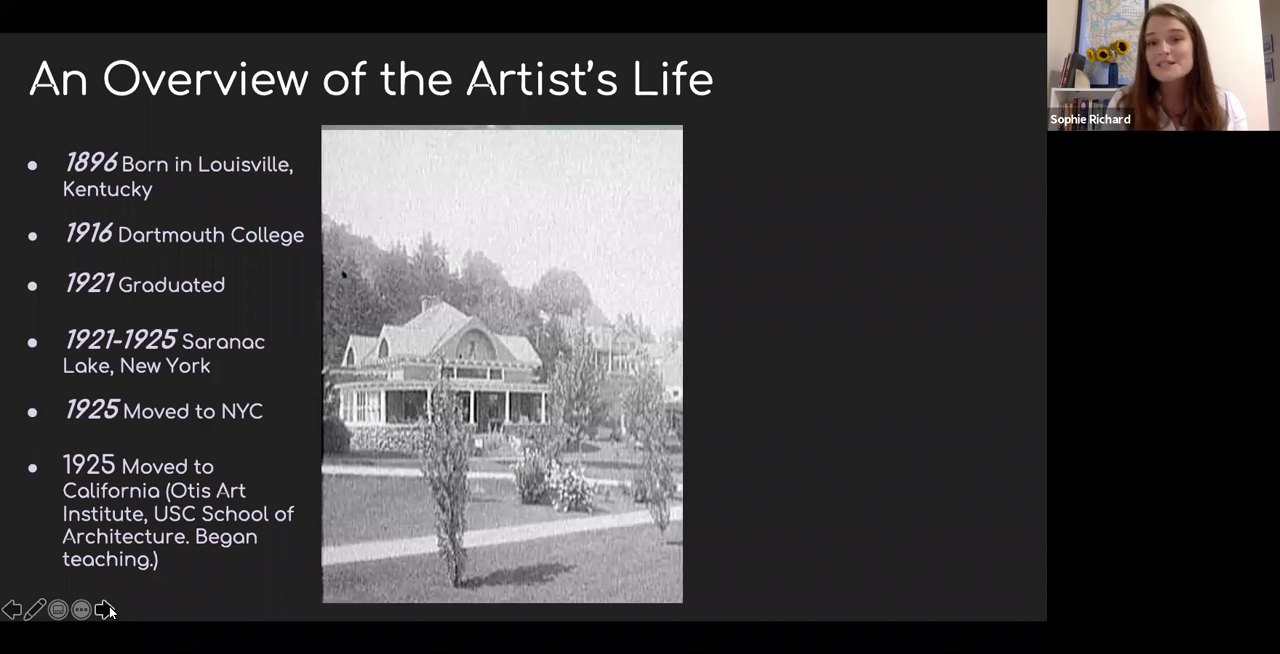 An Overview of the Artist's Life
1896 Born in Louisville,
Kentucky
1916 Dartmouth College
1921 Graduated
1921-1925 Saranac
Lake, New York
1925 Moved to NYC
1925 Moved to
California (Otis Art
Institute, USC School of
Architecture. Began
teaching.)
Sophie Richard